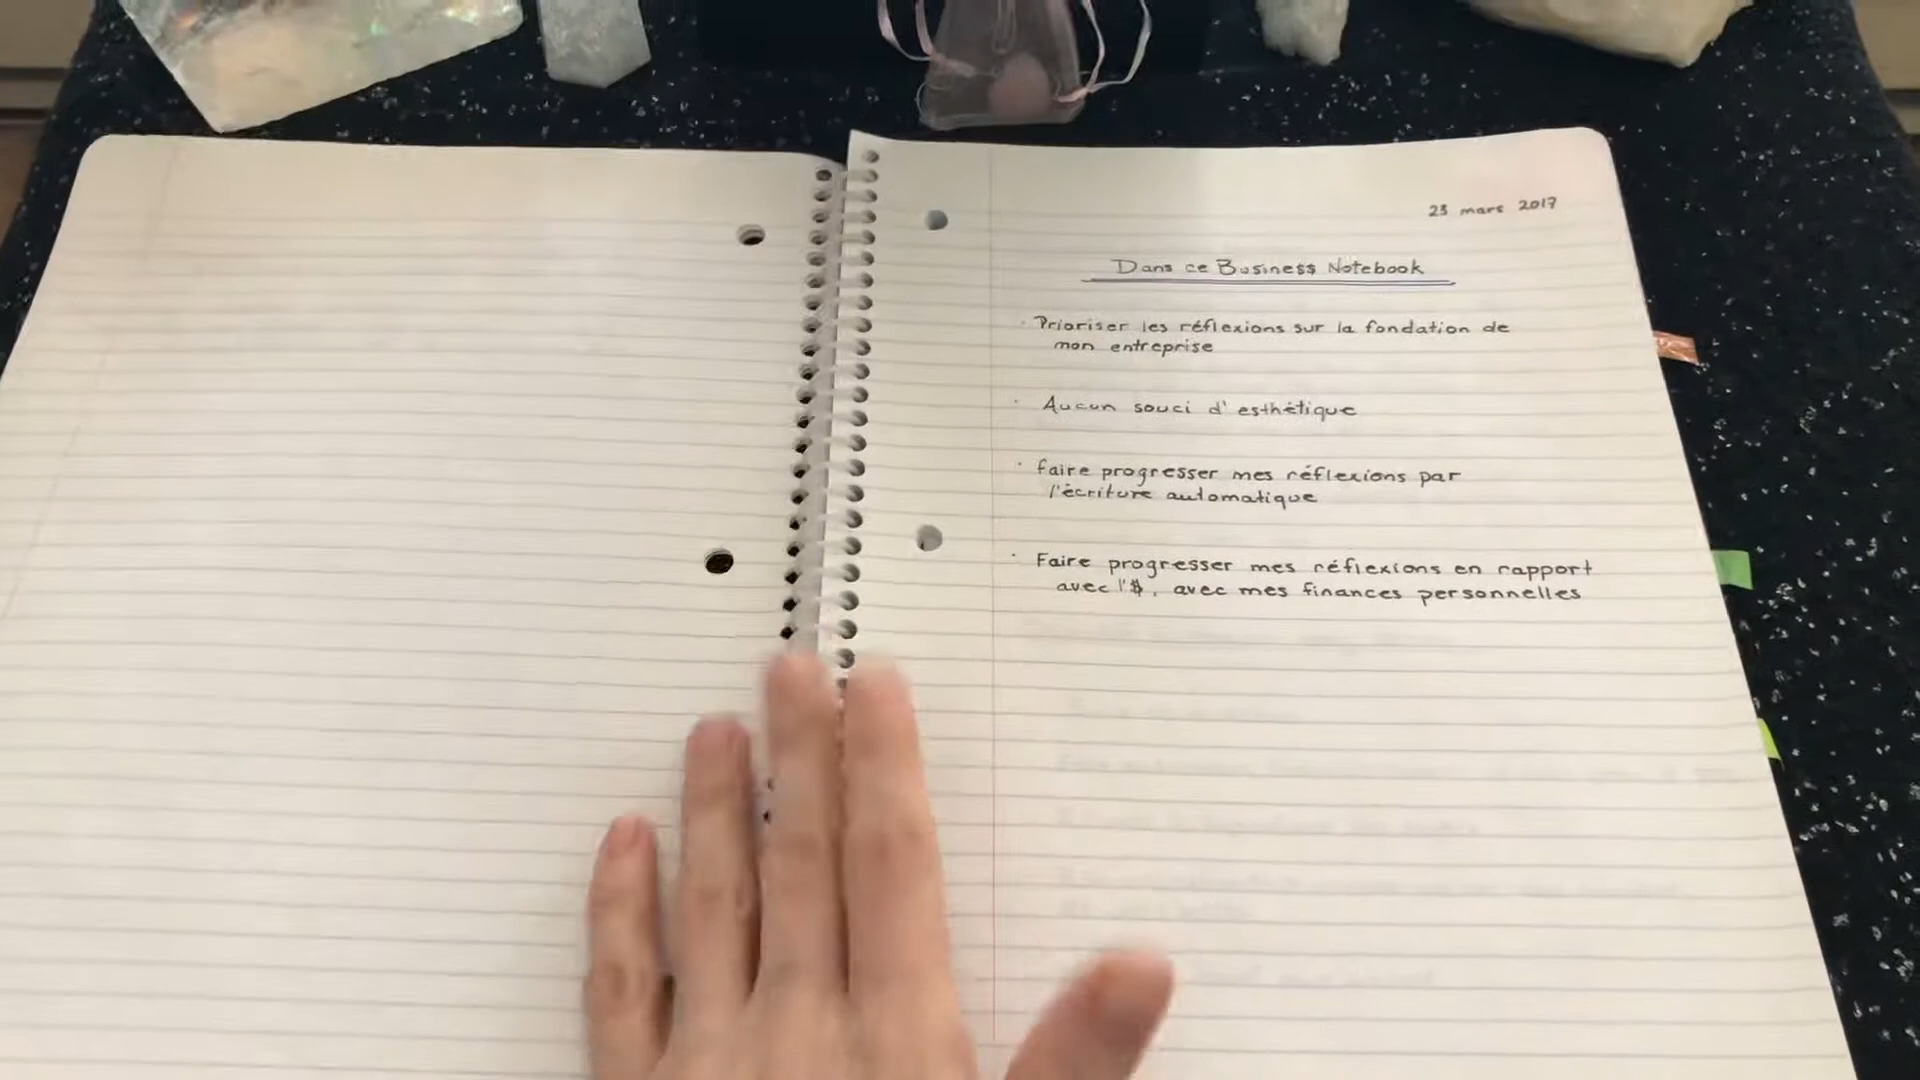 23 mars 2017
Dans ce Business Notebook
· Prioriser les réflexions sur la fondation de
mon entreprise
· Aucun souci d'esthétique
· Faire progresser mes réflexions par
l'écriture automatique
· Faire progresser mes réflexions en rapport
avec l'$, avec mes finances personnelles